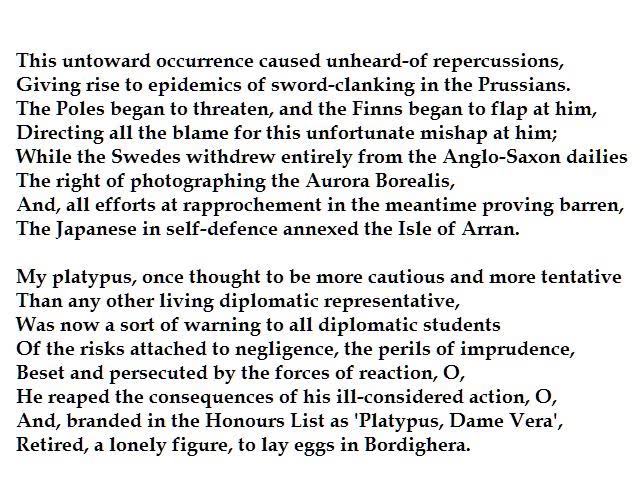 This untoward occurrence caused unheard-of repercussions,
Giving rise to epidemics of sword-clanking in the Prussians.
The Poles began to threaten, and the Finns began to flap at him,
Directing all the blame for this unfortunate mishap at him;
While the Swedes withdrew entirely from the Anglo-Saxon dailies
The right of photographing the Aurora Borealis,
And, all efforts at rapprochement in the meantime proving barren,
The Japanese in self-defence annexed the Isle of Arran.

My platypus, once thought to be more cautious and more tentative
Than any other living diplomatic representative,
Was now a sort of warning to all diplomatic students
Of the risks attached to negligence, the perils of imprudence,
Beset and persecuted by the forces of reaction, O,
He reaped the consequences of his ill-considered action, O,
And, branded in the Honours List as 'Platypus, Dame Vera',
Retired, a lonely figure, to lay eggs in Bordighera.